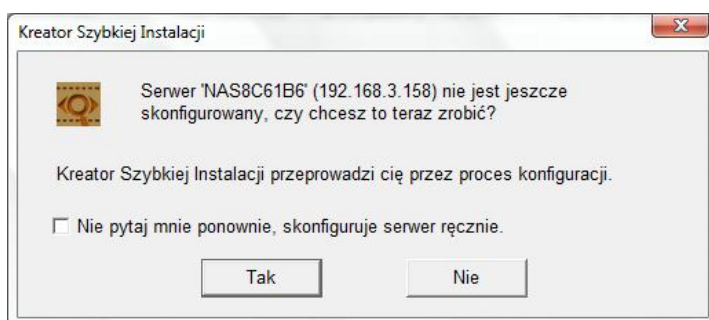 Kreator Szybkiej Instalacji
Serwer 'NAS8C61B6' (192.168.3.158) nie jest jeszcze
skonfigurowany, czy chcesz to teraz zrobić?
Kreator Szybkiej Instalacji przeprowadzi cię przez proces konfiguracji.
Nie pytaj mnie ponownie, skonfiguruje serwer ręcznie.
Tak
Nie